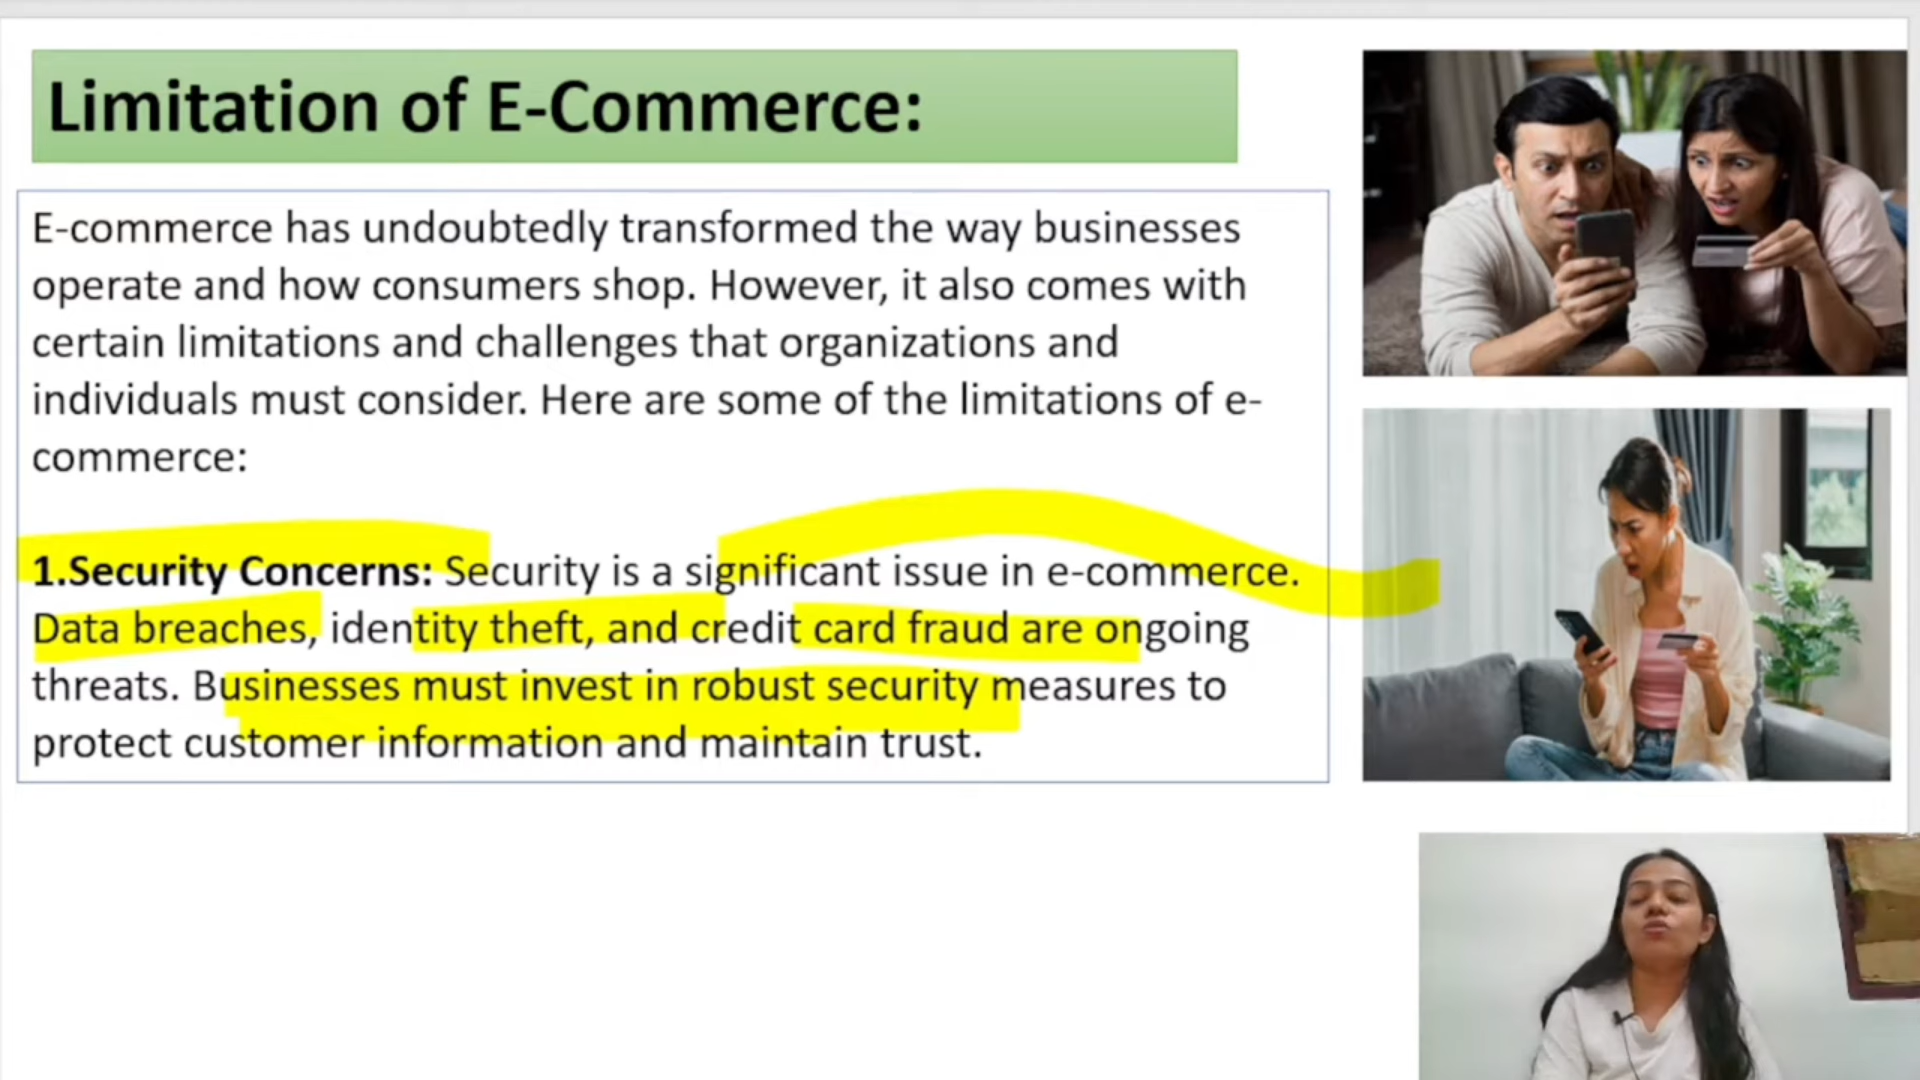 Limitation of E-Commerce:
E-commerce has undoubtedly transformed the way businesses
operate and how consumers shop. However, it also comes with
certain limitations and challenges that organizations and
individuals must consider. Here are some of the limitations of e-
commerce:
1.Security Concerns: Security is a significant issue in e-commerce.
Data breaches, identity theft, and credit card fraud are ongoing
threats. Businesses must invest in robust security measures to
protect customer information and maintain trust.